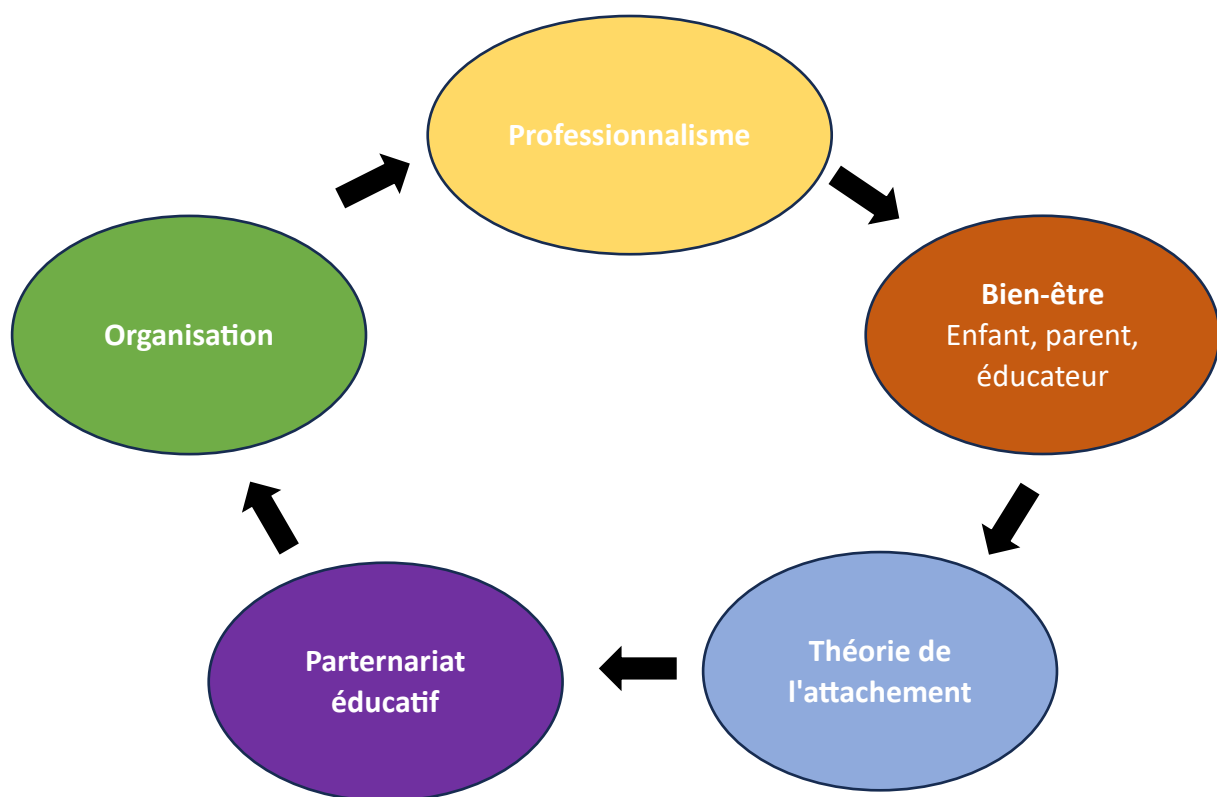 Professionnalisme
Bien-être
Enfant, parent,
éducateur
Théorie de
l'attachement
Parternariat
éducatif
Organisation